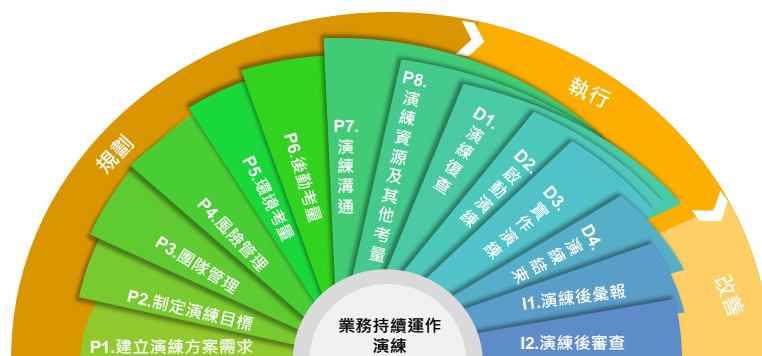 規劃
執行
改善
P1.建立演練方案需求
P2.制定演練目標
P3.團隊管理
P4.風險管理
P5.環境考量
P6.後勤考量
P7.演練溝通
P8.演練資源及其他考量
D1.演練復查
D2.啟動演練
D3.實作演練
D4.演練結束
I1.演練後彙報
I2.演練後審查
業務持續運作
演練